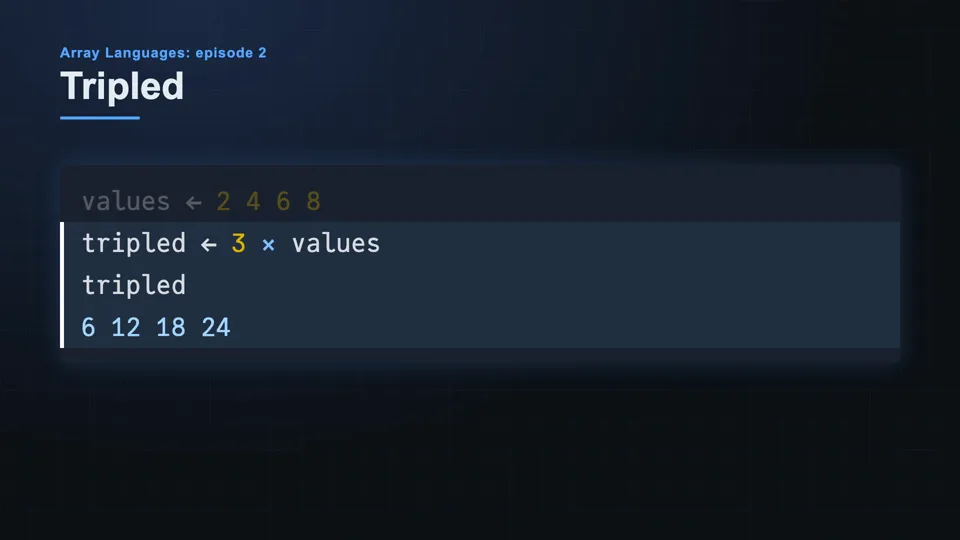 Array Languages: episode 2
Tripled
values ← 2 4 6 8
tripled ← 3 × values
tripled
6 12 18 24